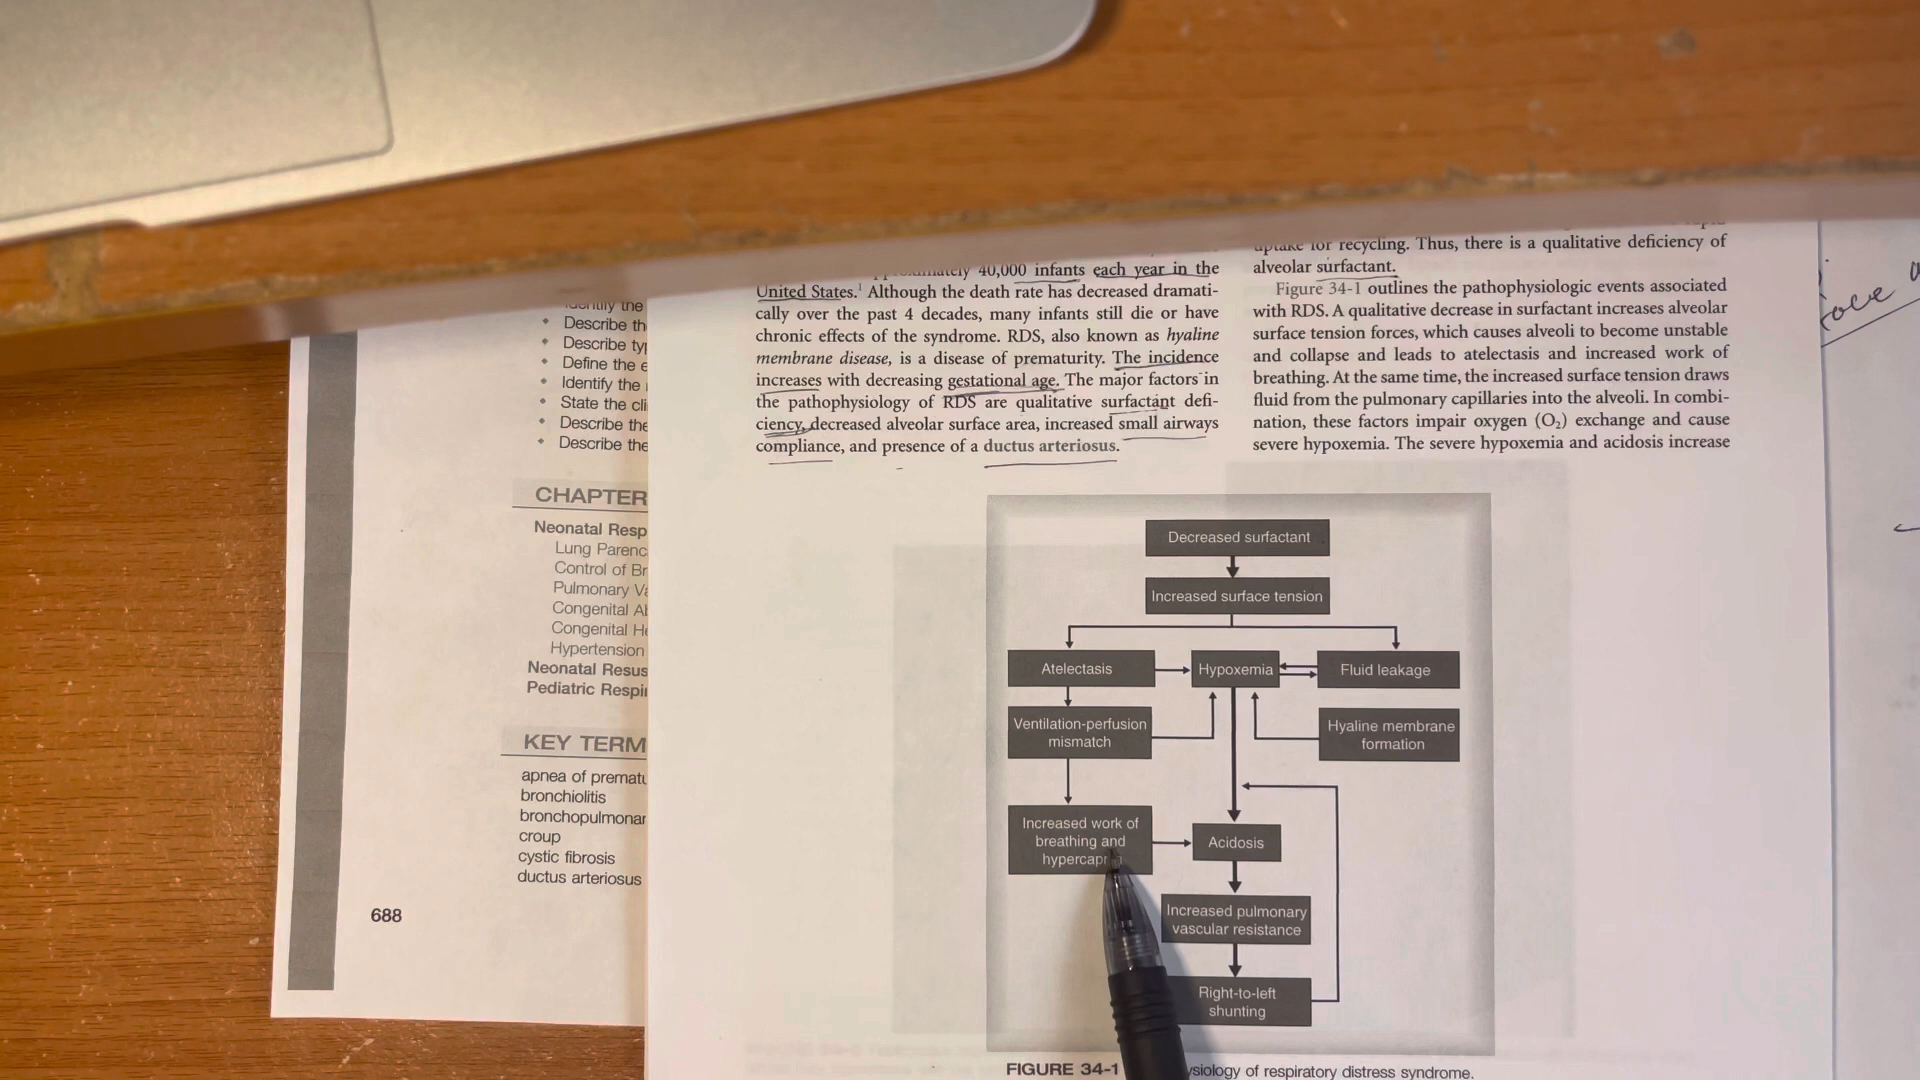 identify the
Describe th
Describe ty
Define the e
Identify the
State the cli
Describe the
Describe the
CHAPTER
Neonatal Resp
Lung Parenc
Control of Br
Pulmonary Va
Congenital
Congenital He
Hypertension
Neonatal Resus
Pediatric Respi
KEY TERM
apnea of prematu
bronchiolitis
bronchopulmonar
croup
cystic fibrosis
ductus arteriosus
688
40,000 infants each year in the
United States.¹ Although the death rate has decreased dramati-
cally over the past 4 decades, many infants still die or have
chronic effects of the syndrome. RDS, also known as hyaline
membrane disease, is a disease of prematurity. The incidence
increases with decreasing gestational age. The major factors in
the pathophysiology of RDS are qualitative surfactant defi-
ciency, decreased alveolar surface area, increased small airways
compliance, and presence of a ductus arteriosus.
uptake for recycling. Thus, there is a qualitative deficiency of
alveolar surfactant.
Figure 34-1 outlines the pathophysiologic events associated
with RDS. A qualitative decrease in surfactant increases alveolar
surface tension forces, which causes alveoli to become unstable
and collapse and leads to atelectasis and increased work of
breathing. At the same time, the increased surface tension draws
fluid from the pulmonary capillaries into the alveoli. In combi-
nation, these factors impair oxygen (O₂) exchange and cause
severe hypoxemia. The severe hypoxemia and acidosis increase
Decreased surfactant
Increased surface tension
Atelectasis
Hypoxemia
Fluid leakage
Ventilation-perfusion
mismatch
Hyaline membrane
formation
Increased work of
breathing and
hypercap
Acidosis
Increased pulmonary
vascular resistance
Right-to-left
shunting
FIGURE 34-1
ysiology of respiratory distress syndrome.